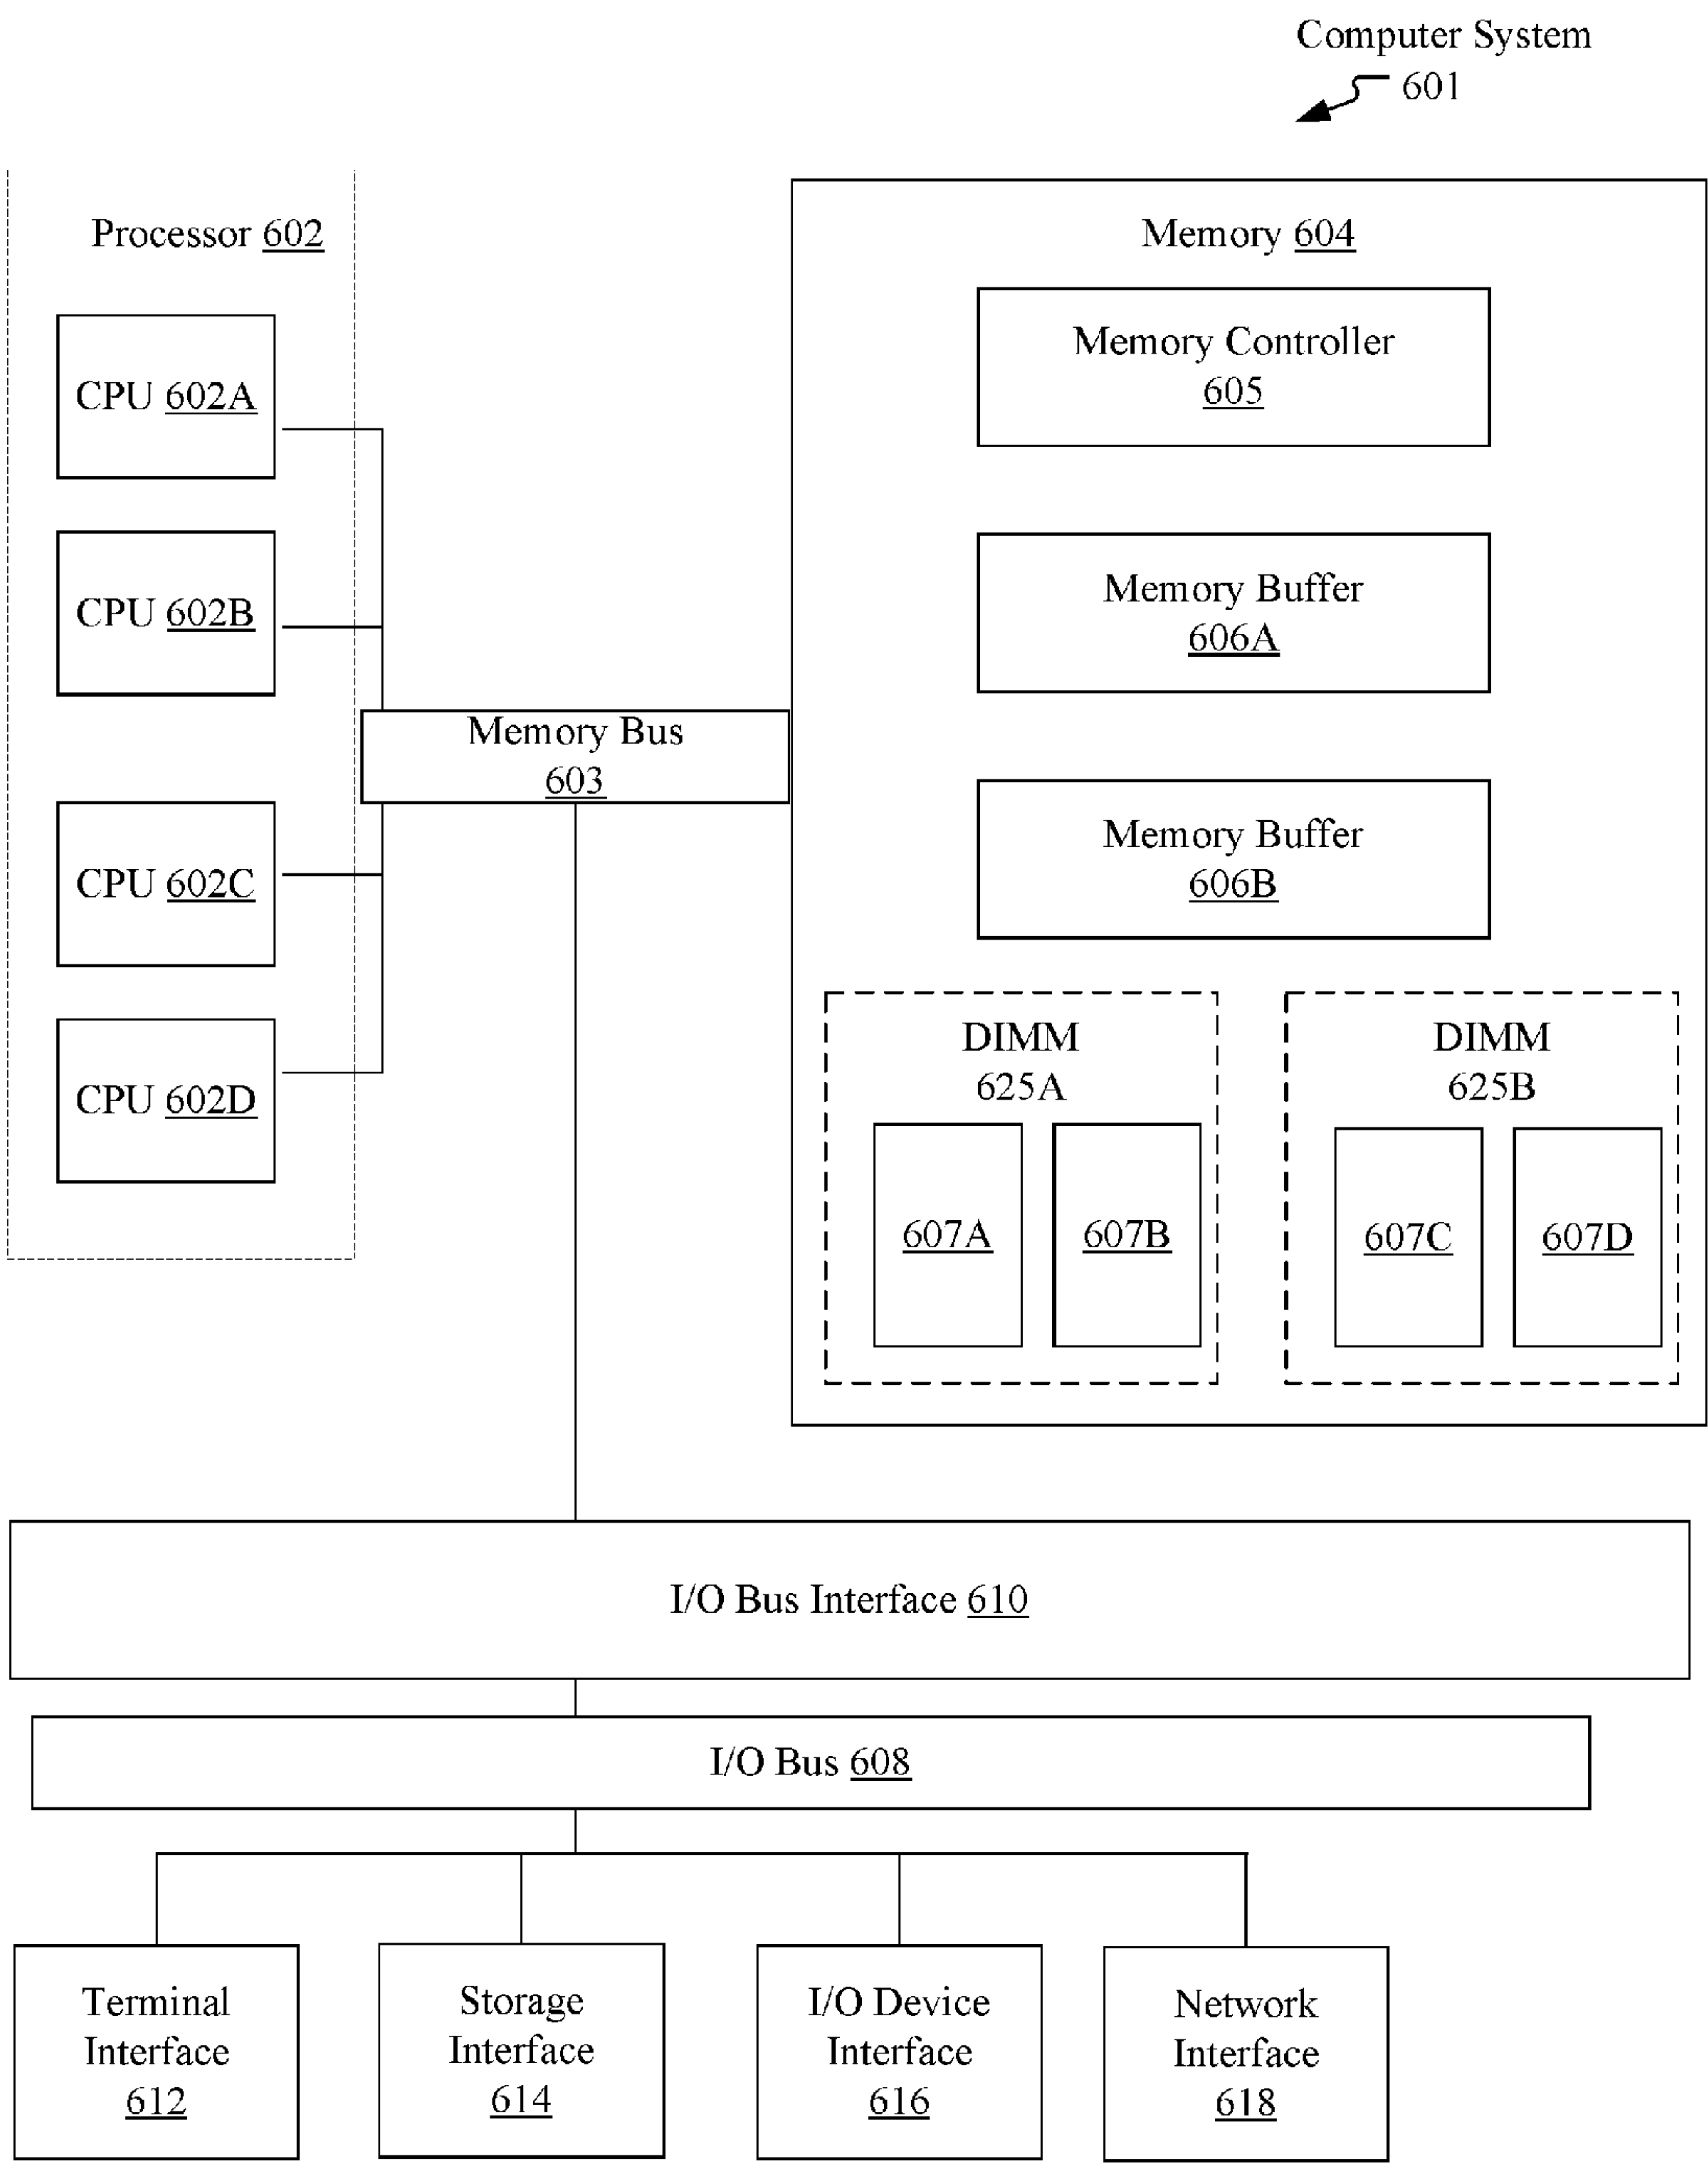 Computer System
601
Processor 602
CPU 602A
CPU 602B
CPU 602C
CPU 602D
Memory Bus
603
Memory 604
Memory Controller
605
Memory Buffer
606A
Memory Buffer
606B
DIMM
625A
607A
607B
DIMM
625B
607C
607D
I/O Bus Interface 610
I/O Bus 608
Terminal
Interface
612
Storage
Interface
614
I/O Device
Interface
616
Network
Interface
618